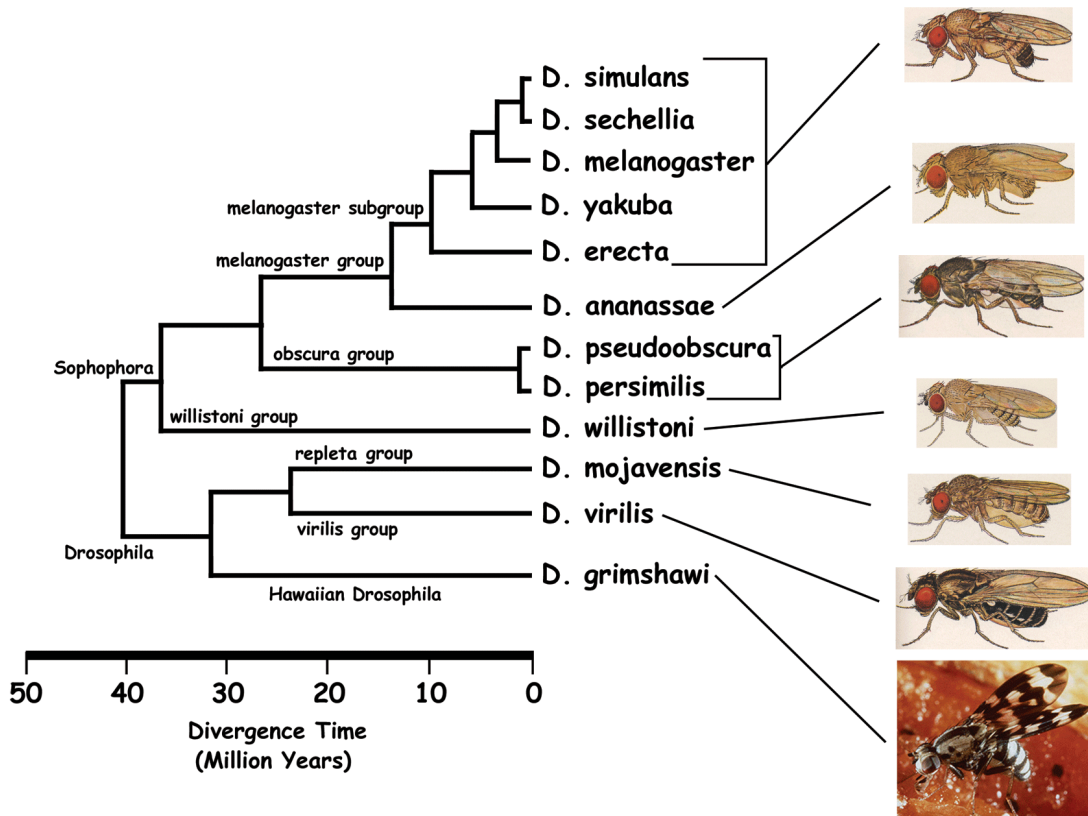 D. simulans
D. sechellia
D. melanogaster
D. yakuba
melanogaster subgroup
D. erecta
melanogaster group
D. ananassae
D. pseudoobscura
obscura group
Sophophora
D. persimilis
willistoni group
D. willistoni
repleta group
D. mojavensis
D. virilis
virilis group
Drosophila
D. grimshawi
Hawaiian Drosophila
50 40 30 20 10 0
Divergence Time
(Million Years)